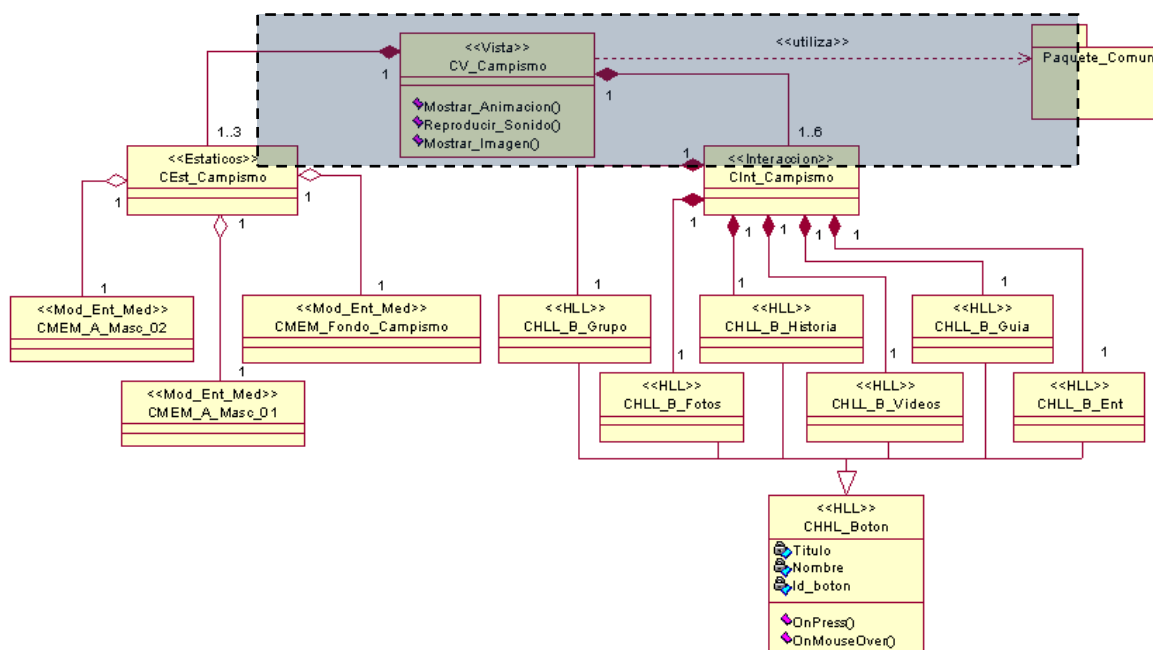 <<Vista>>
CV_Campismo
Mostrar_Animacion()
Reproducir_Sonido()
Mostrar_Imagen()
<<utiliza>>
Paquete_Comun
1
1
1..3
1..6
<<Estaticos>>
CEst_Campismo
1
1
1
<<Interaccion>>
CInt_Campismo
1
1
1
1
1
1
<<Mod_Ent_Med>>
CMEM_A_Masc_02
1
<<Mod_Ent_Med>>
CMEM_Fondo_Campismo
1
<<Mod_Ent_Med>>
CMEM_A_Masc_01
1
<<HLL>>
CHLL_B_Grupo
1
<<HLL>>
CHLL_B_Historia
1
<<HLL>>
CHLL_B_Guia
1
<<HLL>>
CHLL_B_Fotos
1
<<HLL>>
CHLL_B_Videos
1
<<HLL>>
CHLL_B_Ent
1
<<HLL>>
CHHL_Boton
Titulo
Nombre
Id_boton
OnPress()
OnMouseOver()